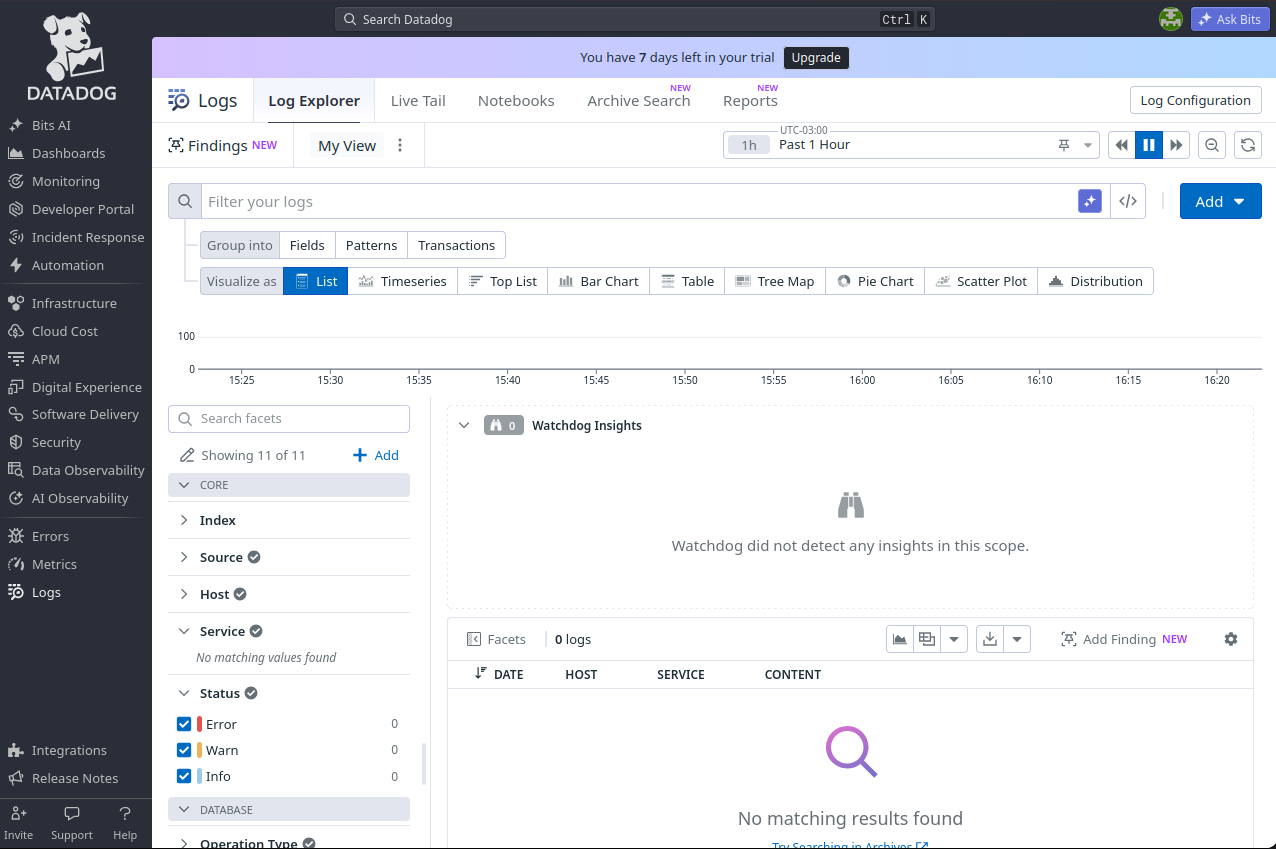 Search Datadog
Ctrl K
Ask Bits
DATADOG
You have 7 days left in your trial
Upgrade
Bits AI
Dashboards
Monitoring
Developer Portal
Incident Response
Automation
Infrastructure
Cloud Cost
APM
Digital Experience
Software Delivery
Security
Data Observability
AI Observability
Errors
Metrics
Logs
Integrations
Release Notes
Invite
Support
Help
Logs
Log Explorer
Live Tail
Notebooks
Archive Search NEW
Reports NEW
Log Configuration
Findings NEW
My View
UTC-03:00
1h Past 1 Hour
Filter your logs
</>
Add
Group into Fields Patterns Transactions
Visualize as List Timeseries Top List Bar Chart Table Tree Map Pie Chart Scatter Plot Distribution
100
0
15:25 15:30 15:35 15:40 15:45 15:50 15:55 16:00 16:05 16:10 16:15 16:20
Search facets
Showing 11 of 11
Add
CORE
Index
Source
Host
Service
No matching values found
Status
Error 0
Warn 0
Info 0
DATABASE
Operation Type
0 Watchdog Insights
Watchdog did not detect any insights in this scope.
Facets
0 logs
Add Finding NEW
DATE HOST SERVICE CONTENT
No matching results found
Try Searching in Archives